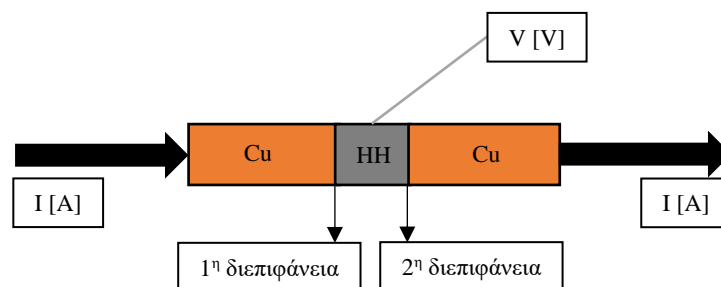 V [V]
Cu
HH
Cu
I [A]
I [A]
1η διεπιφάνεια
2η διεπιφάνεια